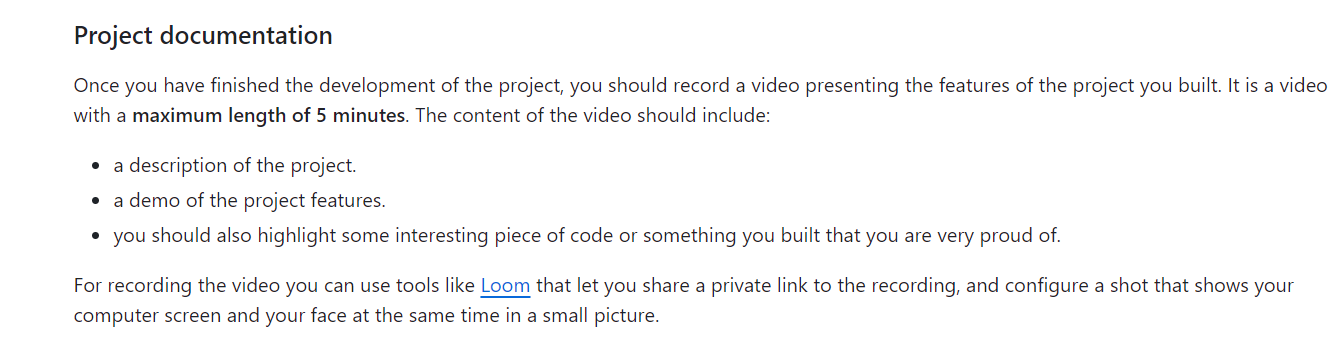 Project documentation
Once you have finished the development of the project, you should record a video presenting the features of the project you built. It is a video
with a maximum length of 5 minutes. The content of the video should include:
• a description of the project.
• a demo of the project features.
• you should also highlight some interesting piece of code or something you built that you are very proud of.
For recording the video you can use tools like Loom that let you share a private link to the recording, and configure a shot that shows your
computer screen and your face at the same time in a small picture.